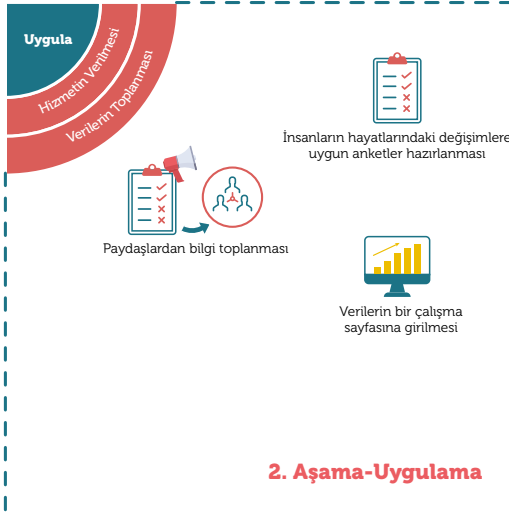 Uygula
Hizmetin Verilmesi
Verilerin Toplanması
İnsanların hayatlarındaki değişimlere
uygun anketler hazırlanması
Paydaşlardan bilgi toplanması
Verilerin bir çalışma
sayfasına girilmesi
2. Aşama-Uygulama